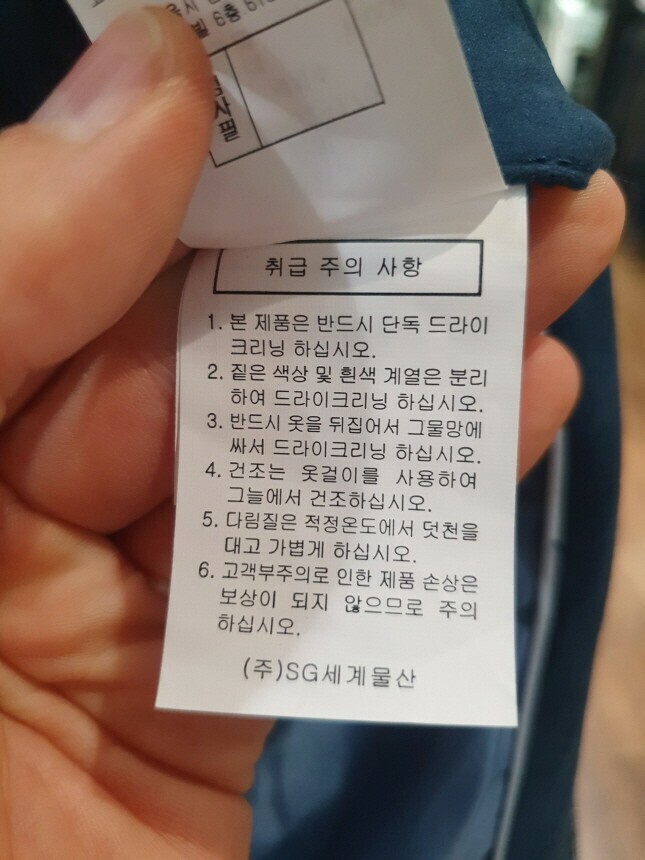 6층
취급 주의 사항
1. 본 제품은 반드시 단독 드라이
크리닝 하십시오.
2. 짙은 색상 및 흰색 계열은 분리
하여 드라이크리닝 하십시오.
3. 반드시 옷을 뒤집어서 그물망에
싸서 드라이크리닝 하십시오.
4. 건조는 옷걸이를 사용하여
그늘에서 건조하십시오.
5. 다림질은 적정온도에서 덧천을
대고 가볍게 하십시오.
6. 고객부주의로 인한 제품 손상은
보상이 되지 않으므로 주의
하십시오.
(주)SG세계물산